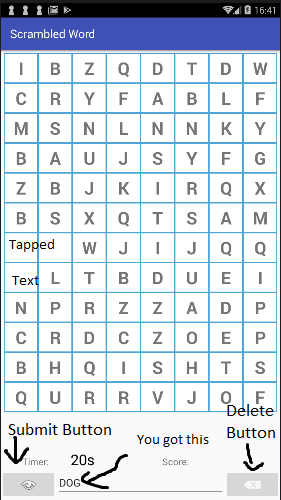 16:41
Scrambled Word
I B Z Q D T D W
C R Y F A B L F
M S N L N N K Y
B A U J S Y F G
Z B J K I R Q X
B S X Q T S A M
Tapped W J I J Q Q
Text L T B D U E I
N P R Z Z A D P
C R D C Z O E P
B H Q I S H T S
Q U R R V J O F
Delete
Button
Submit Button
You got this
Timer: 20s Score:
DOG